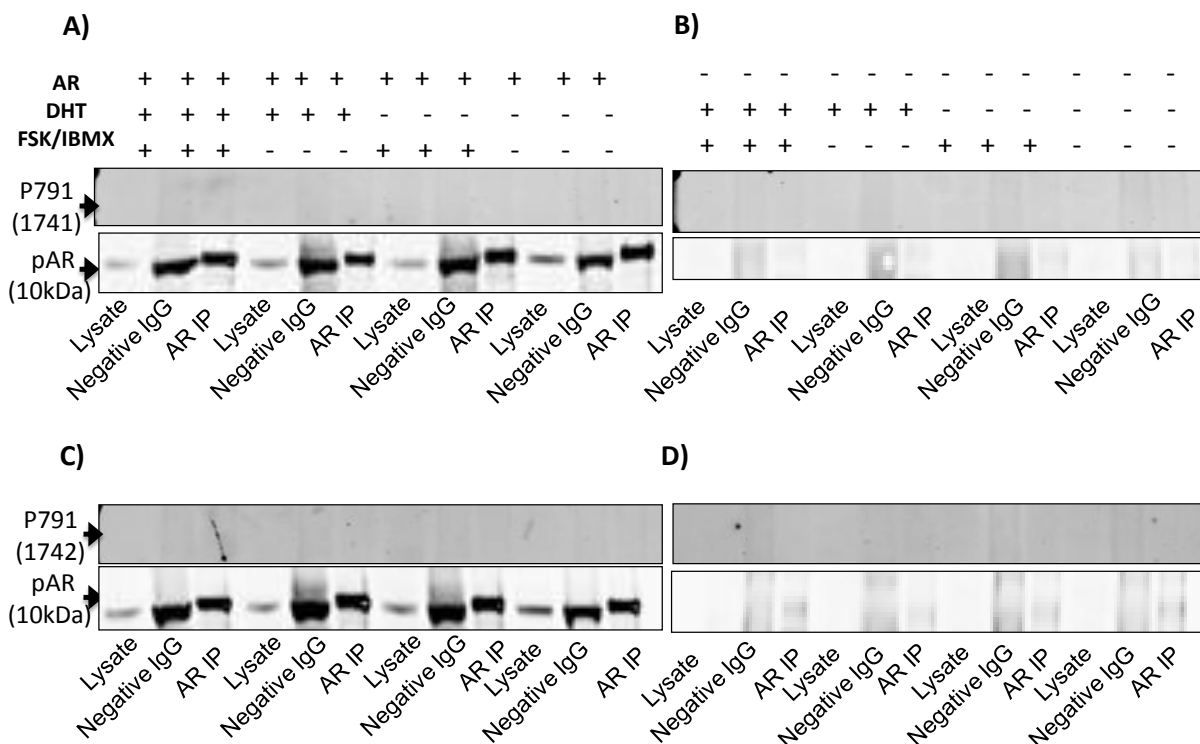 A)
B)
AR + + + + + + + + + + + +
- - - - - - - - - - - -
DHT + + + + + + - - - - - -
+ + + + + + - - - - - -
FSK/IBMX + + + - - - + + + - - -
+ + + - - - + + + - - -
P791
(1741)
pAR
(10kDa)
Lysate Negative IgG AR IP Lysate Negative IgG AR IP Lysate Negative IgG AR IP Lysate Negative IgG AR IP
Lysate Negative IgG AR IP Lysate Negative IgG AR IP Lysate Negative IgG AR IP Lysate Negative IgG AR IP
C)
D)
P791
(1742)
pAR
(10kDa)
Lysate Negative IgG AR IP Lysate Negative IgG AR IP Lysate Negative IgG AR IP Lysate Negative IgG AR IP
Lysate Negative IgG AR IP Lysate Negative IgG AR IP Lysate Negative IgG AR IP Lysate Negative IgG AR IP